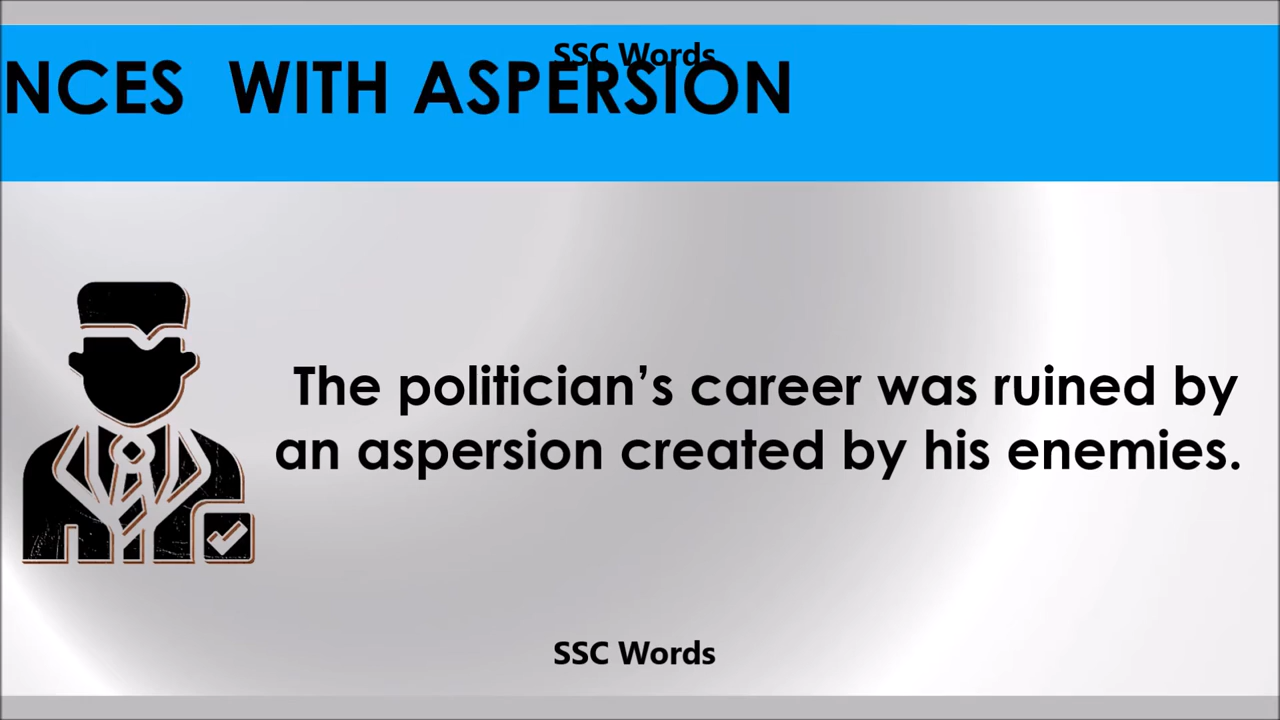 SSC Words
NCES WITH ASPERSION
The politician’s career was ruined by
an aspersion created by his enemies.
SSC Words